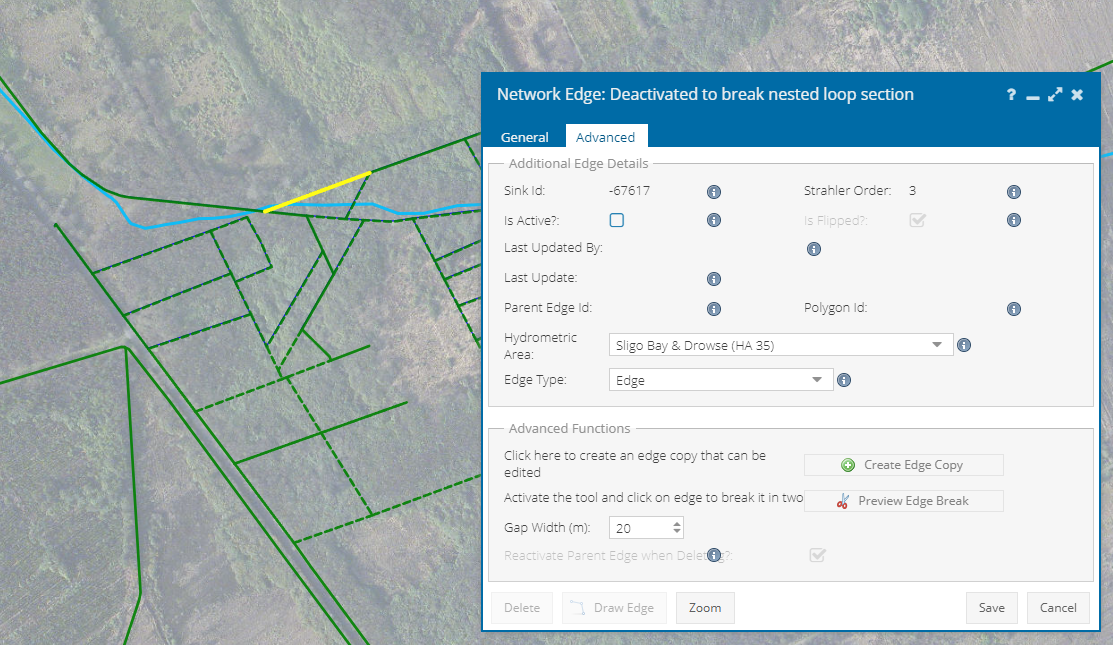 Network Edge: Deactivated to break nested loop section
?
General Advanced
Additional Edge Details
Sink Id: -67617 Strahler Order: 3
Is Active?: Is Flipped?:
Last Updated By:
Last Update:
Parent Edge Id: Polygon Id:
Hydrometric
Area: Sligo Bay & Drowse (HA 35)
Edge Type: Edge
Advanced Functions
Click here to create an edge copy that can be
edited
Create Edge Copy
Activate the tool and click on edge to break it in two Preview Edge Break
Gap Width (m): 20
Reactivate Parent Edge when Deleting?:
Delete Draw Edge Zoom Save Cancel